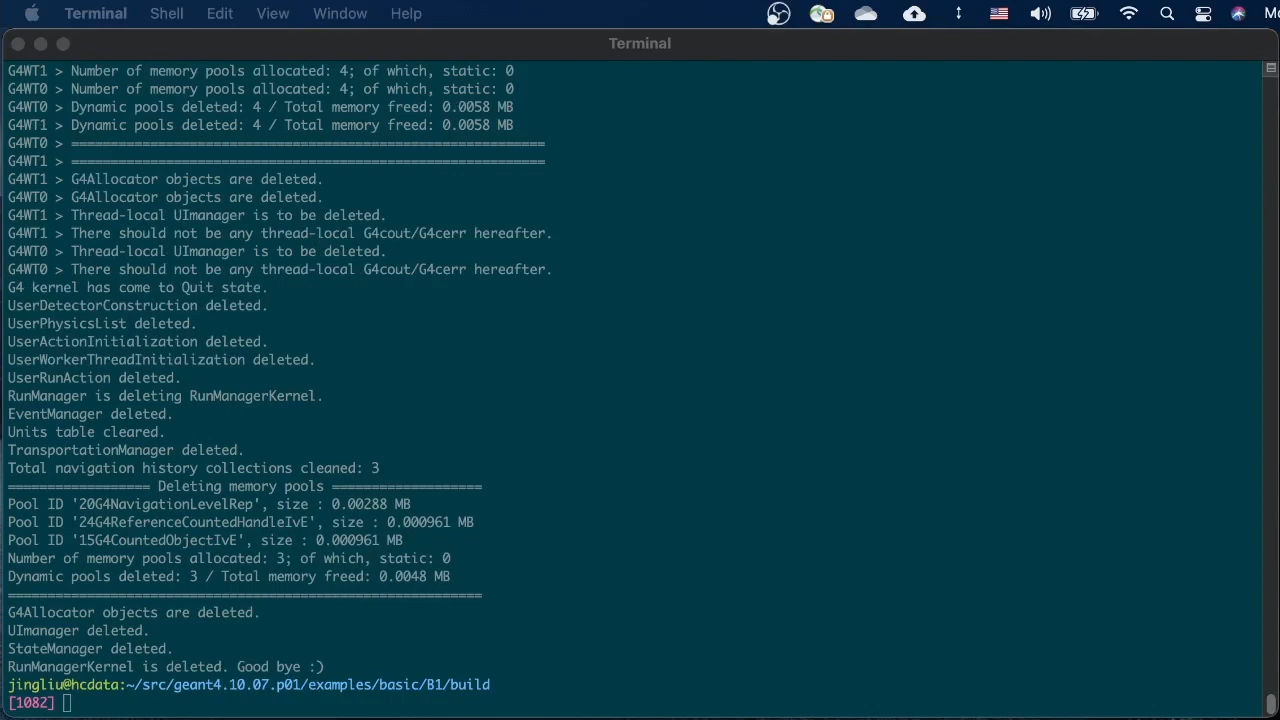 Terminal Shell Edit View Window Help
Terminal
G4WT1 > Number of memory pools allocated: 4; of which, static: 0
G4WT0 > Number of memory pools allocated: 4; of which, static: 0
G4WT0 > Dynamic pools deleted: 4 / Total memory freed: 0.0058 MB
G4WT1 > Dynamic pools deleted: 4 / Total memory freed: 0.0058 MB
G4WT0 > ============================================================
G4WT1 > ============================================================
G4WT1 > G4Allocator objects are deleted.
G4WT0 > G4Allocator objects are deleted.
G4WT1 > Thread-local UImanager is to be deleted.
G4WT1 > There should not be any thread-local G4cout/G4cerr hereafter.
G4WT0 > Thread-local UImanager is to be deleted.
G4WT0 > There should not be any thread-local G4cout/G4cerr hereafter.
G4 kernel has come to Quit state.
UserDetectorConstruction deleted.
UserPhysicsList deleted.
UserActionInitialization deleted.
UserWorkerThreadInitialization deleted.
UserRunAction deleted.
RunManager is deleting RunManagerKernel.
EventManager deleted.
Units table cleared.
TransportationManager deleted.
Total navigation history collections cleaned: 3
================== Deleting memory pools ===================
Pool ID '20G4NavigationLevelRep', size : 0.00288 MB
Pool ID '24G4ReferenceCountedHandleIvE', size : 0.000961 MB
Pool ID '15G4CountedObjectIvE', size : 0.000961 MB
Number of memory pools allocated: 3; of which, static: 0
Dynamic pools deleted: 3 / Total memory freed: 0.0048 MB
============================================================
G4Allocator objects are deleted.
UImanager deleted.
StateManager deleted.
RunManagerKernel is deleted. Good bye :)
jingliu@hcdata:~/src/geant4.10.07.p01/examples/basic/B1/build
[1082]